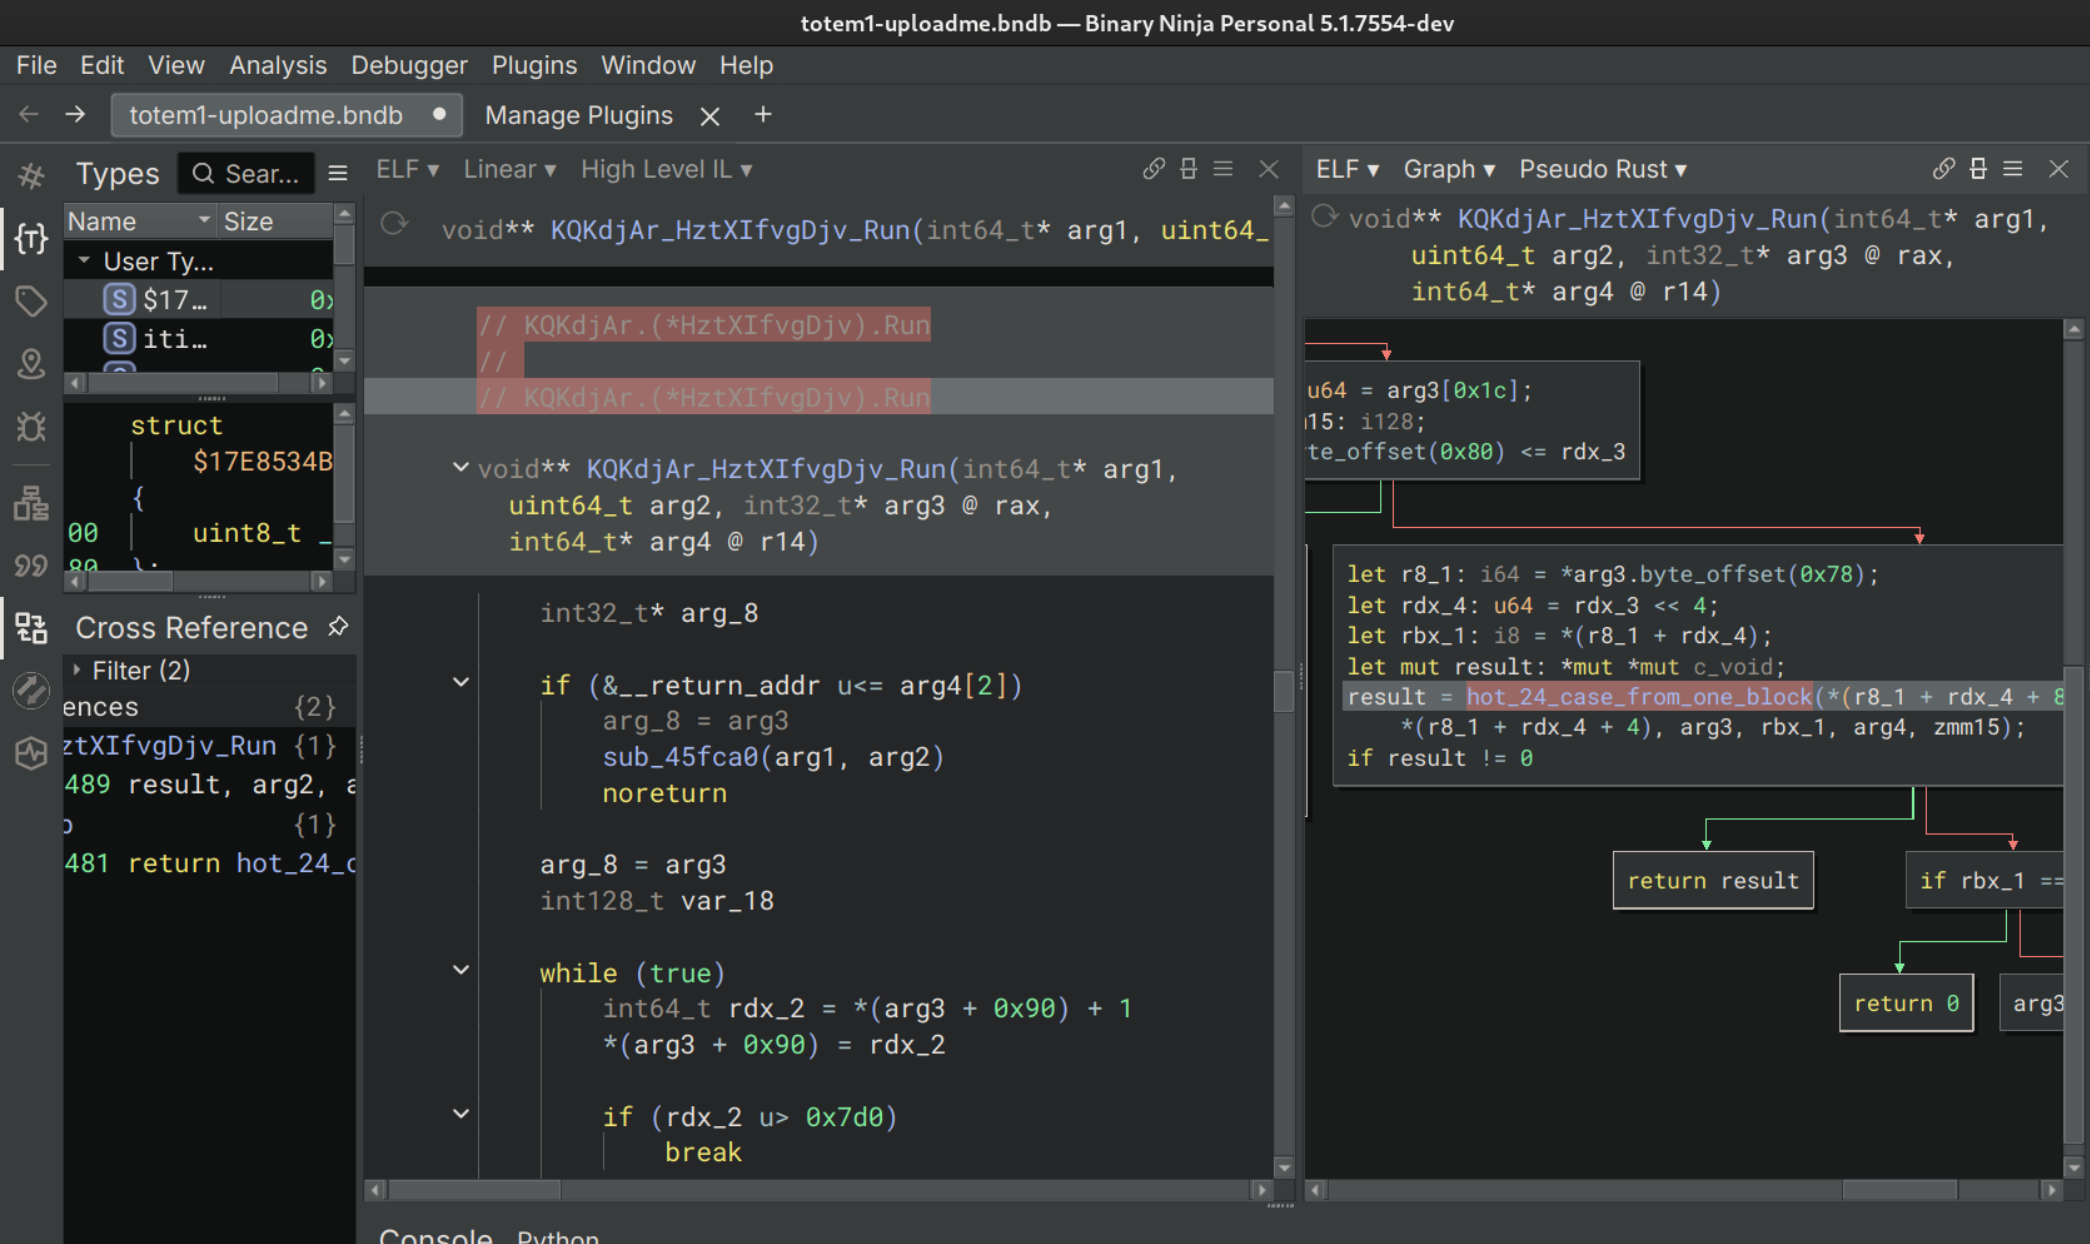 totem1-uploadme.bndb — Binary Ninja Personal 5.1.7554-dev
File Edit View Analysis Debugger Plugins Window Help
totem1-uploadme.bndb Manage Plugins
Types Sear...
Name Size
User Ty...
S $17...
S iti...
struct
$17E8534B
{
00 uint8_t _
80 };
Cross Reference
Filter (2)
ences {2}
ztXIfvgDjv_Run {1}
489 result, arg2, a
{1}
481 return hot_24_c
ELF ▾ Linear ▾ High Level IL ▾
void** KQKdjAr_HztXIfvgDjv_Run(int64_t* arg1, uint64_
// KQKdjAr.(*HztXIfvgDjv).Run
//
// KQKdjAr.(*HztXIfvgDjv).Run
void** KQKdjAr_HztXIfvgDjv_Run(int64_t* arg1,
uint64_t arg2, int32_t* arg3 @ rax,
int64_t* arg4 @ r14)
int32_t* arg_8
if (&__return_addr u<= arg4[2])
arg_8 = arg3
sub_45fca0(arg1, arg2)
noreturn
arg_8 = arg3
int128_t var_18
while (true)
int64_t rdx_2 = *(arg3 + 0x90) + 1
*(arg3 + 0x90) = rdx_2
if (rdx_2 u> 0x7d0)
break
ELF ▾ Graph ▾ Pseudo Rust ▾
void** KQKdjAr_HztXIfvgDjv_Run(int64_t* arg1,
uint64_t arg2, int32_t* arg3 @ rax,
int64_t* arg4 @ r14)
u64 = arg3[0x1c];
15: i128;
te_offset(0x80) <= rdx_3
let r8_1: i64 = *arg3.byte_offset(0x78);
let rdx_4: u64 = rdx_3 << 4;
let rbx_1: i8 = *(r8_1 + rdx_4);
let mut result: *mut *mut c_void;
result = hot_24_case_from_one_block(*(r8_1 + rdx_4 + 8
*(r8_1 + rdx_4 + 4), arg3, rbx_1, arg4, zmm15);
if result != 0
return result
if rbx_1 ==
return 0
arg3
Console Python